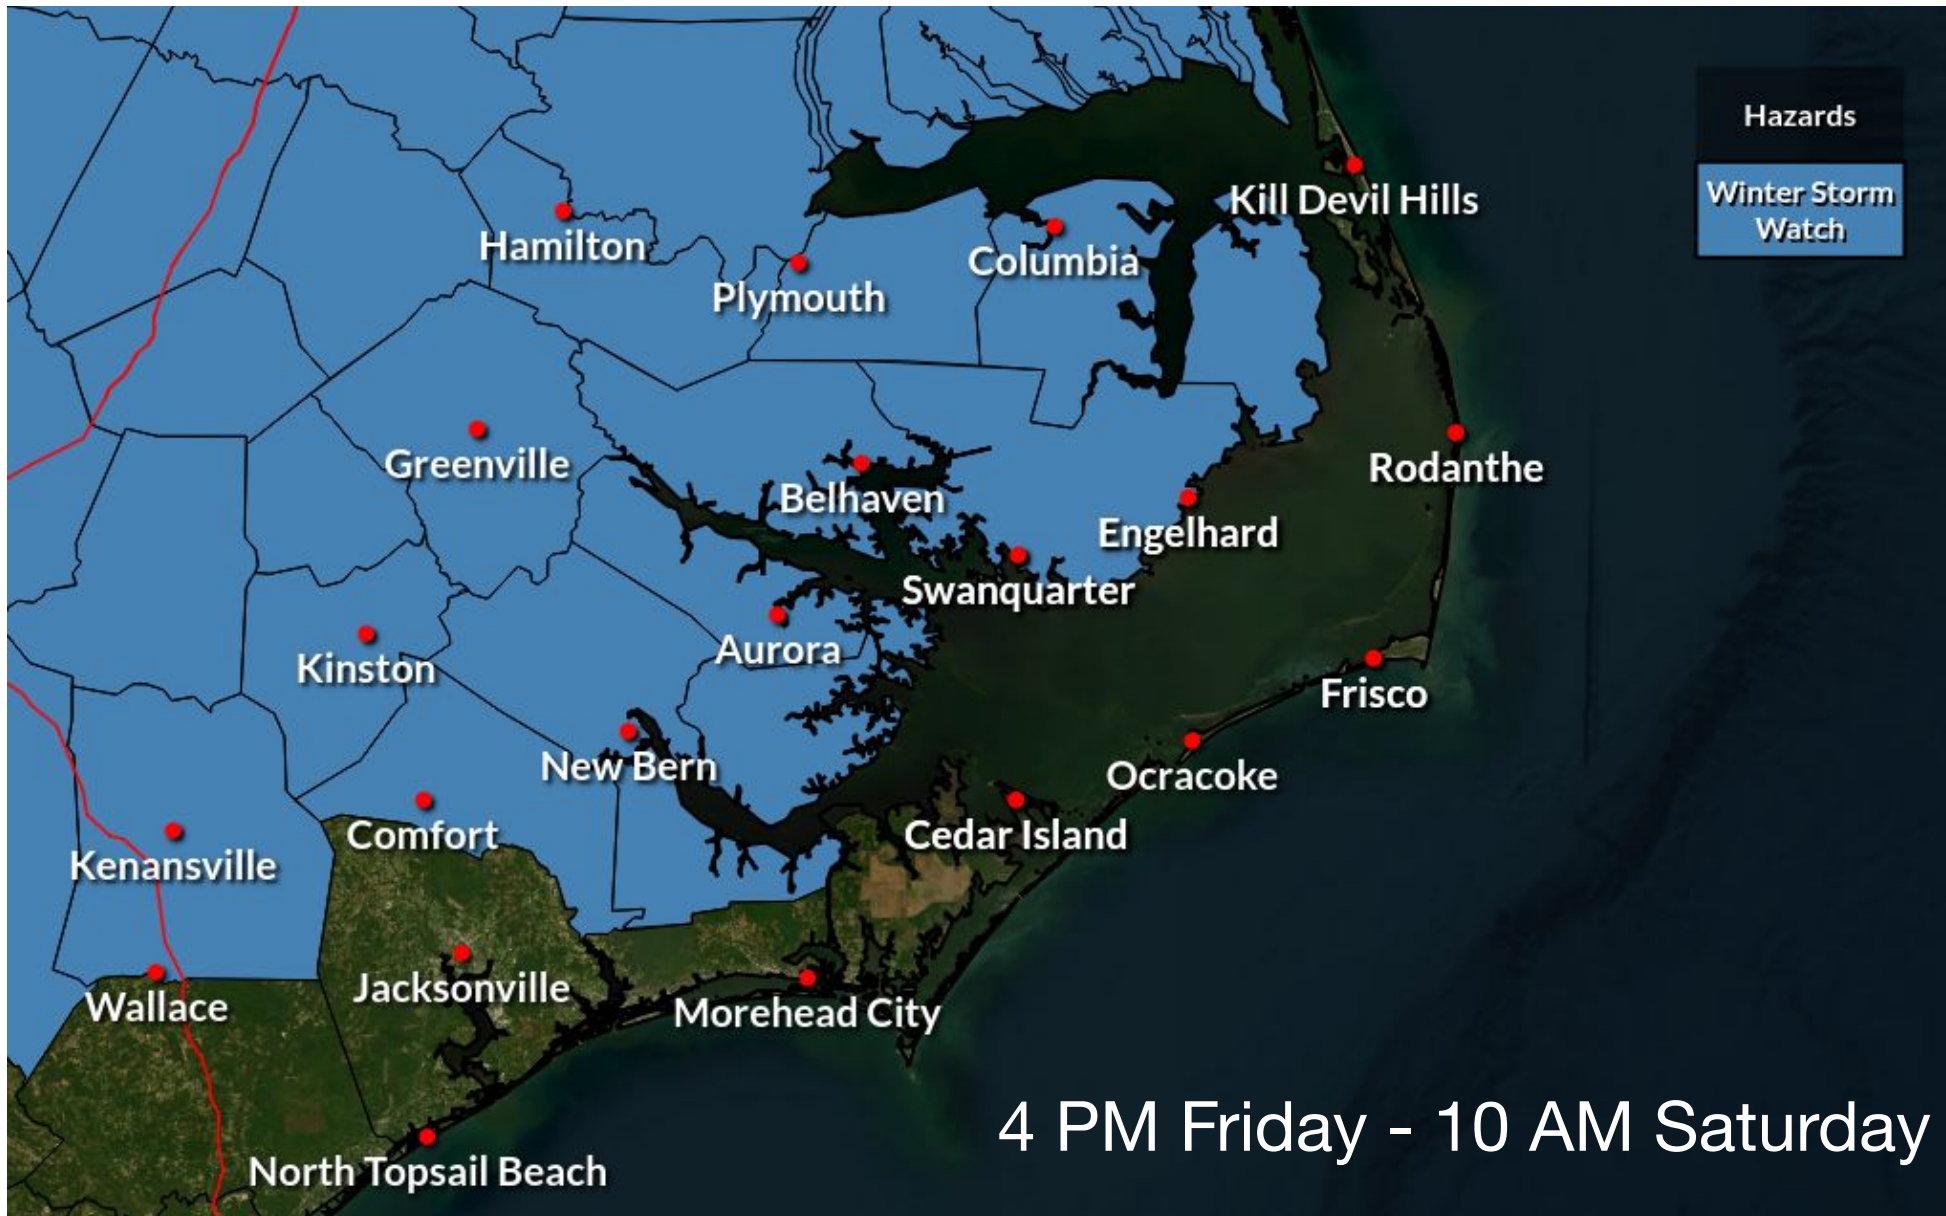 Hazards
Winter Storm
Watch
Kill Devil Hills
Hamilton
Columbia
Plymouth
Greenville
Rodanthe
Belhaven
Engelhard
Swanquarter
Aurora
Kinston
Frisco
New Bern
Ocracoke
Comfort
Cedar Island
Kenansville
Jacksonville
Wallace
Morehead City
4 PM Friday - 10 AM Saturday
North Topsail Beach